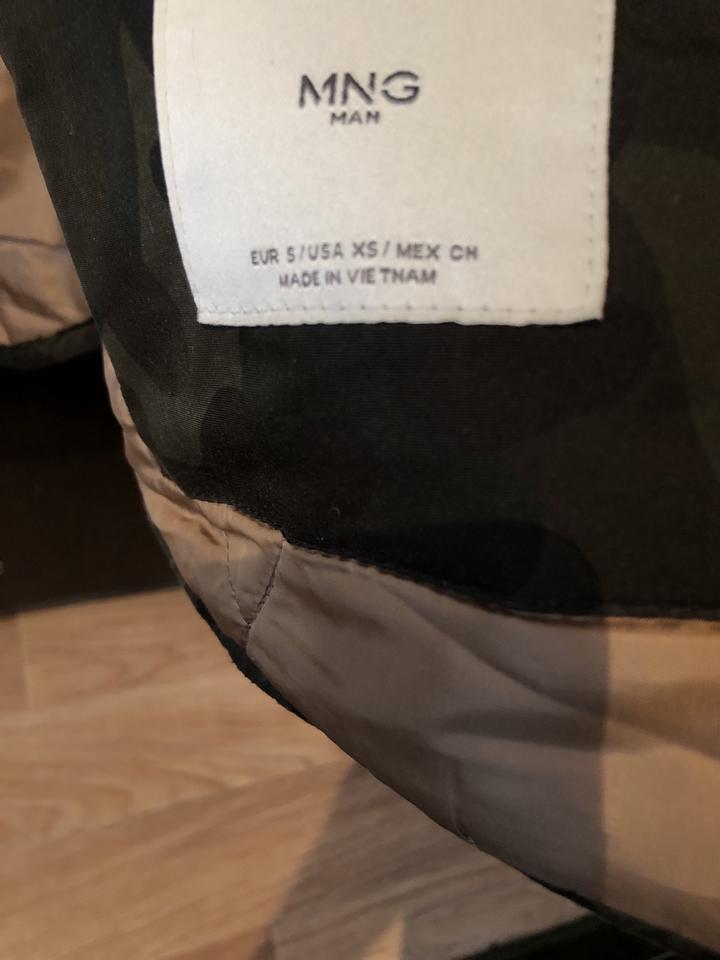 MNG
MAN
EUR S/USA XS/MEX CH
MADE IN VIETNAM